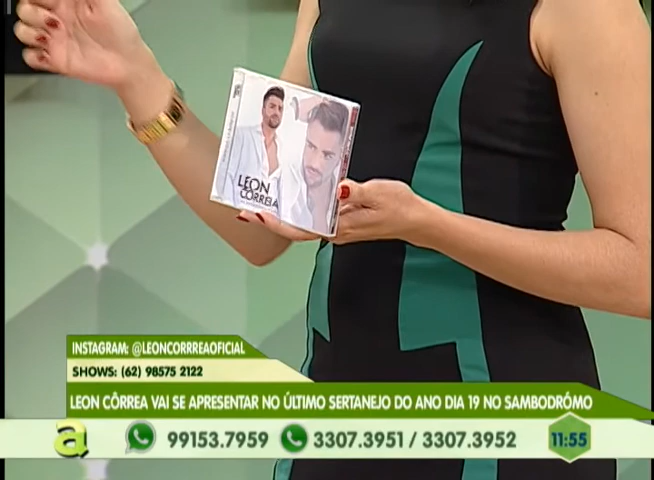 LEON
CORREIA
INSTAGRAM: @LEONCORRREAOFICIAL
SHOWS: (62) 98575 2122
LEON CÔRREA VAI SE APRESENTAR NO ÚLTIMO SERTANEJO DO ANO DIA 19 NO SAMBODRÓMO
a 99153.7959 3307.3951 / 3307.3952 11:55